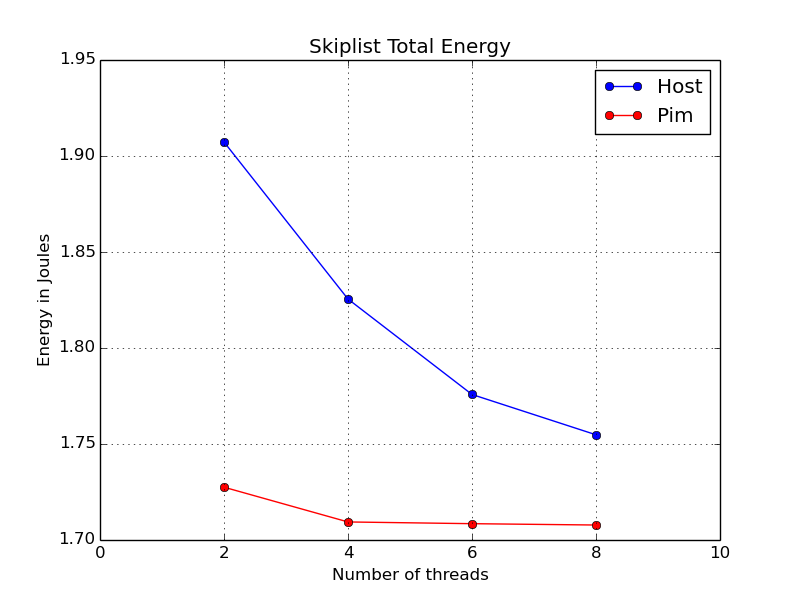 Skiplist Total Energy
Host
Pim
Energy in Joules
1.95
1.90
1.85
1.80
1.75
1.70
0
2
4
6
8
10
Number of threads